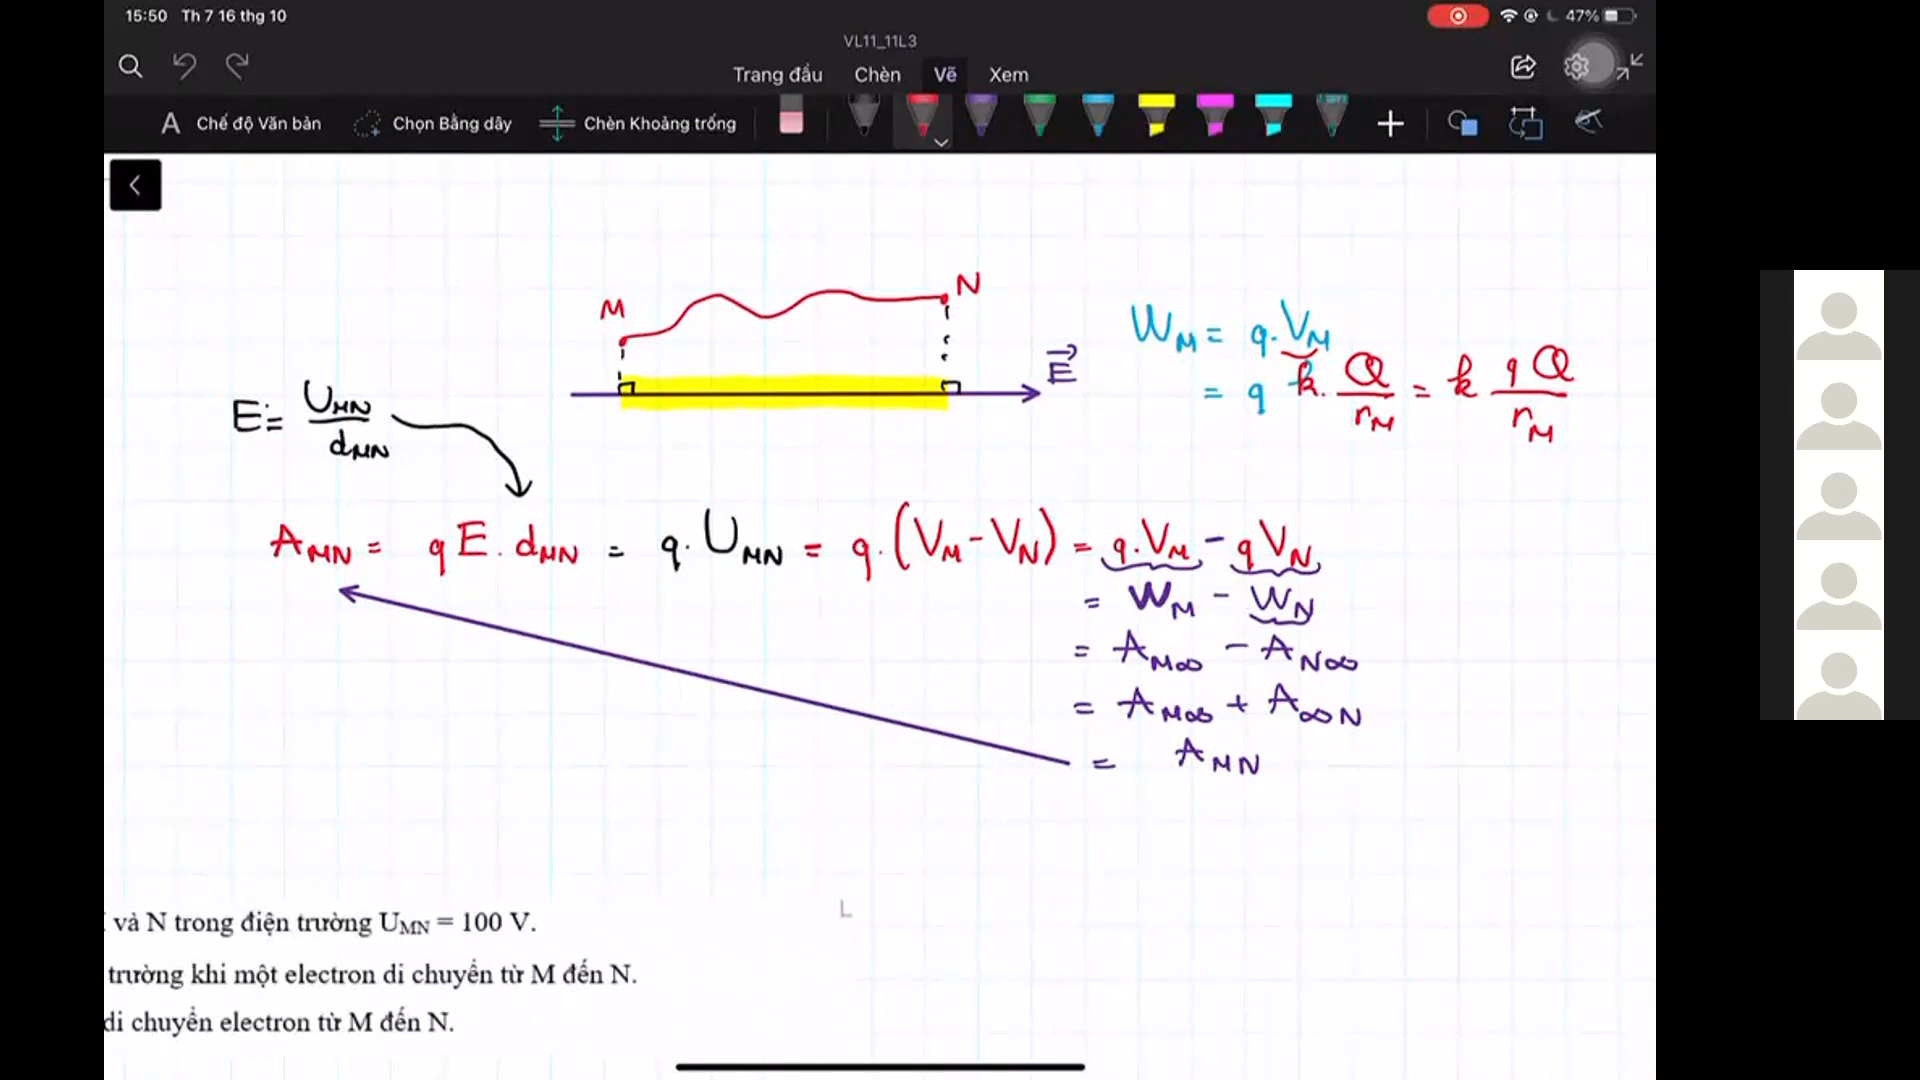 15:50 Th 7 16 thg 10
47%
VL11_11L3
Trang đầu Chèn Vẽ Xem
A Chế độ Văn bản Chọn Bằng dây Chèn Khoảng trống
M N
E⃗
W_M = q.V_M
= q k. Q/r_M = k qQ/r_M
E = U_MN/d_MN
A_MN = qE.d_MN = q.U_MN = q.(V_M - V_N) = q.V_M - qV_N
= W_M - W_N
= A_M∞ - A_N∞
= A_M∞ + A_∞N
= A_MN
và N trong điện trường U_MN = 100 V.
trường khi một electron di chuyển từ M đến N.
di chuyển electron từ M đến N.